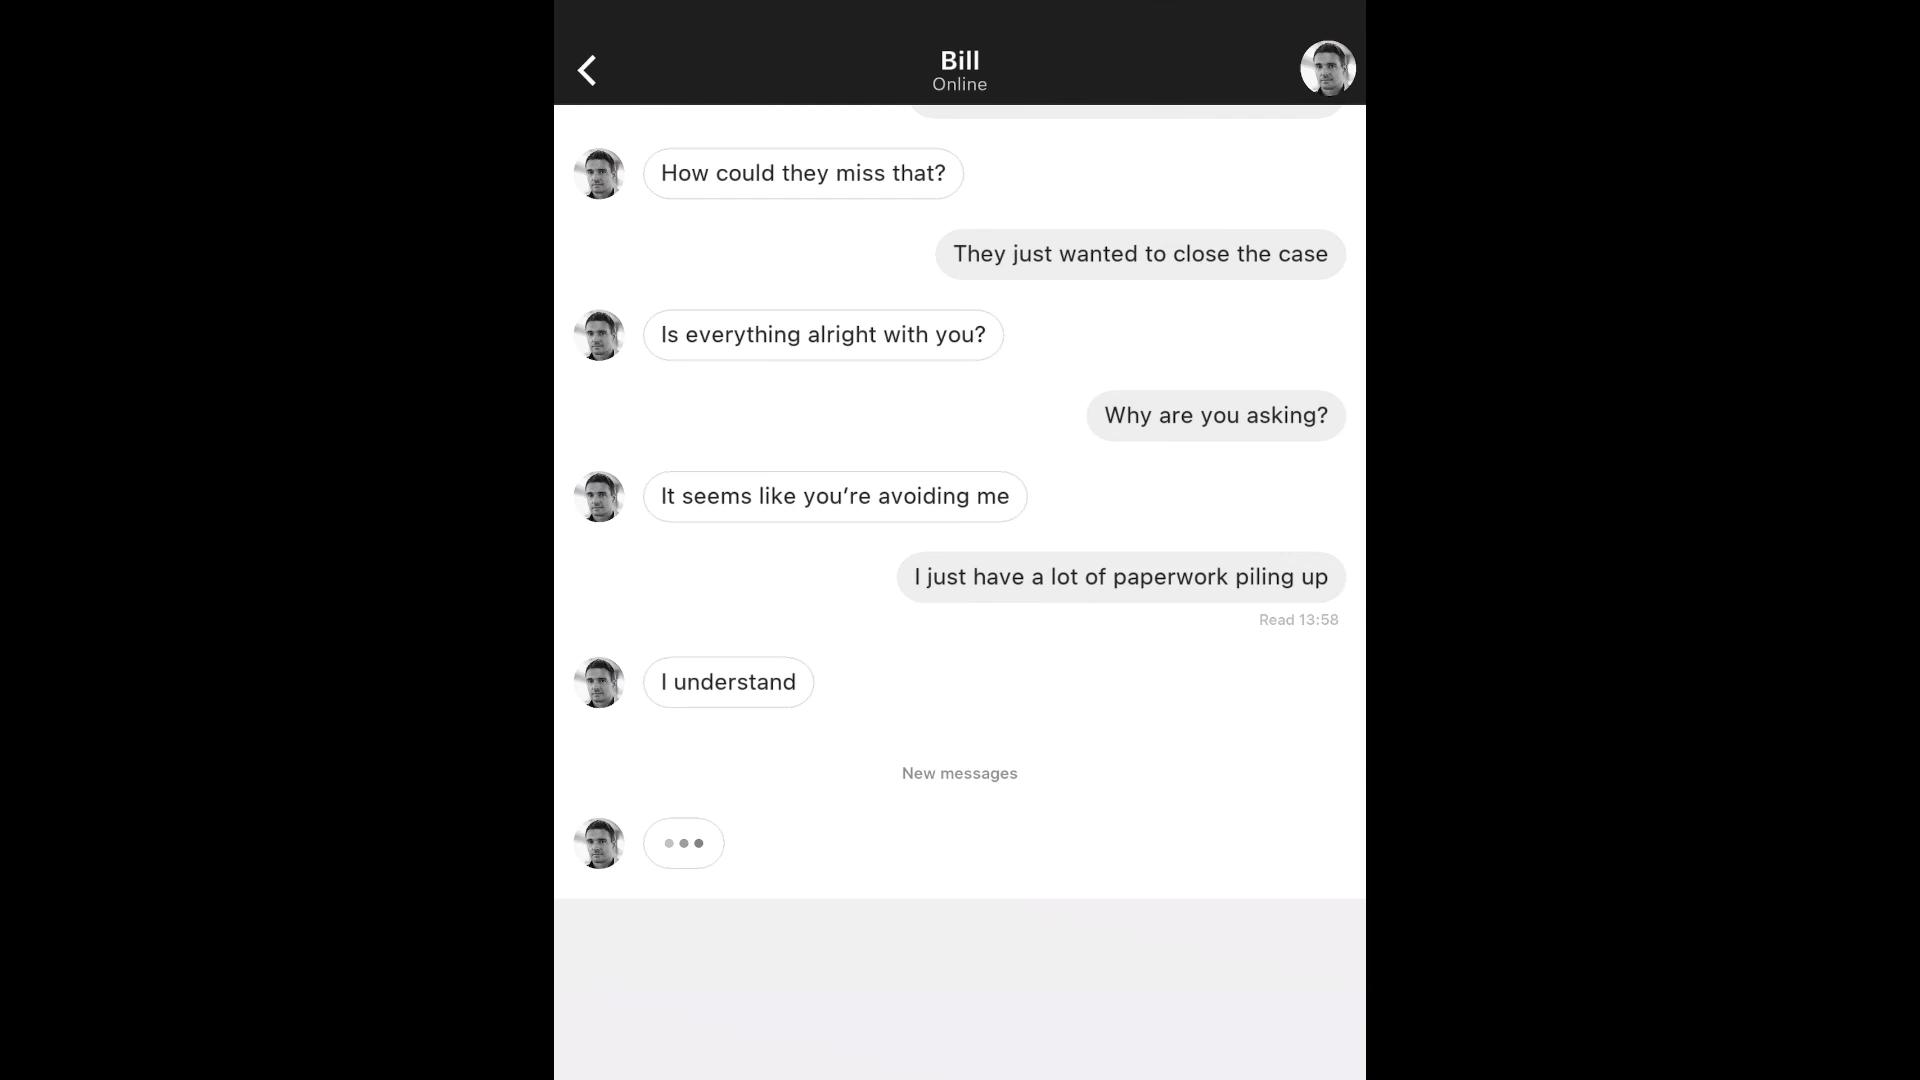 Bill
Online
How could they miss that?
They just wanted to close the case
Is everything alright with you?
Why are you asking?
It seems like you’re avoiding me
I just have a lot of paperwork piling up
Read 13:58
I understand
New messages